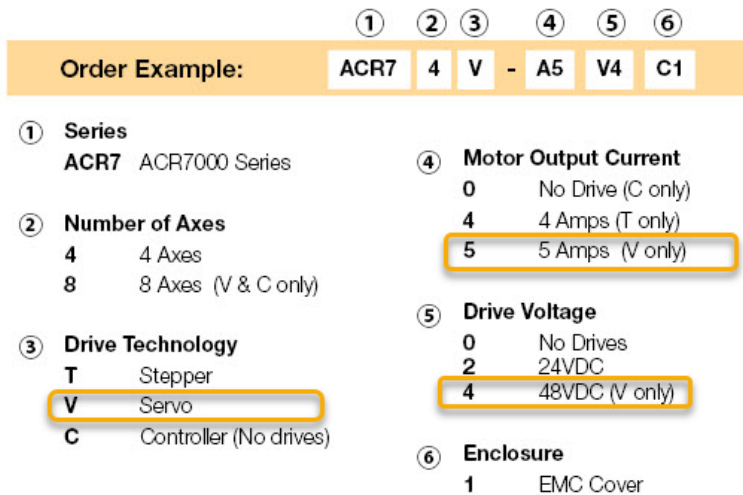 ① ② ③ ④ ⑤ ⑥
Order Example: ACR7 4 V - A5 V4 C1
① Series
ACR7 ACR7000 Series
② Number of Axes
4 4 Axes
8 8 Axes (V & C only)
③ Drive Technology
T Stepper
V Servo
C Controller (No drives)
④ Motor Output Current
0 No Drive (C only)
4 4 Amps (T only)
5 5 Amps (V only)
⑤ Drive Voltage
0 No Drives
2 24VDC
4 48VDC (V only)
⑥ Enclosure
1 EMC Cover